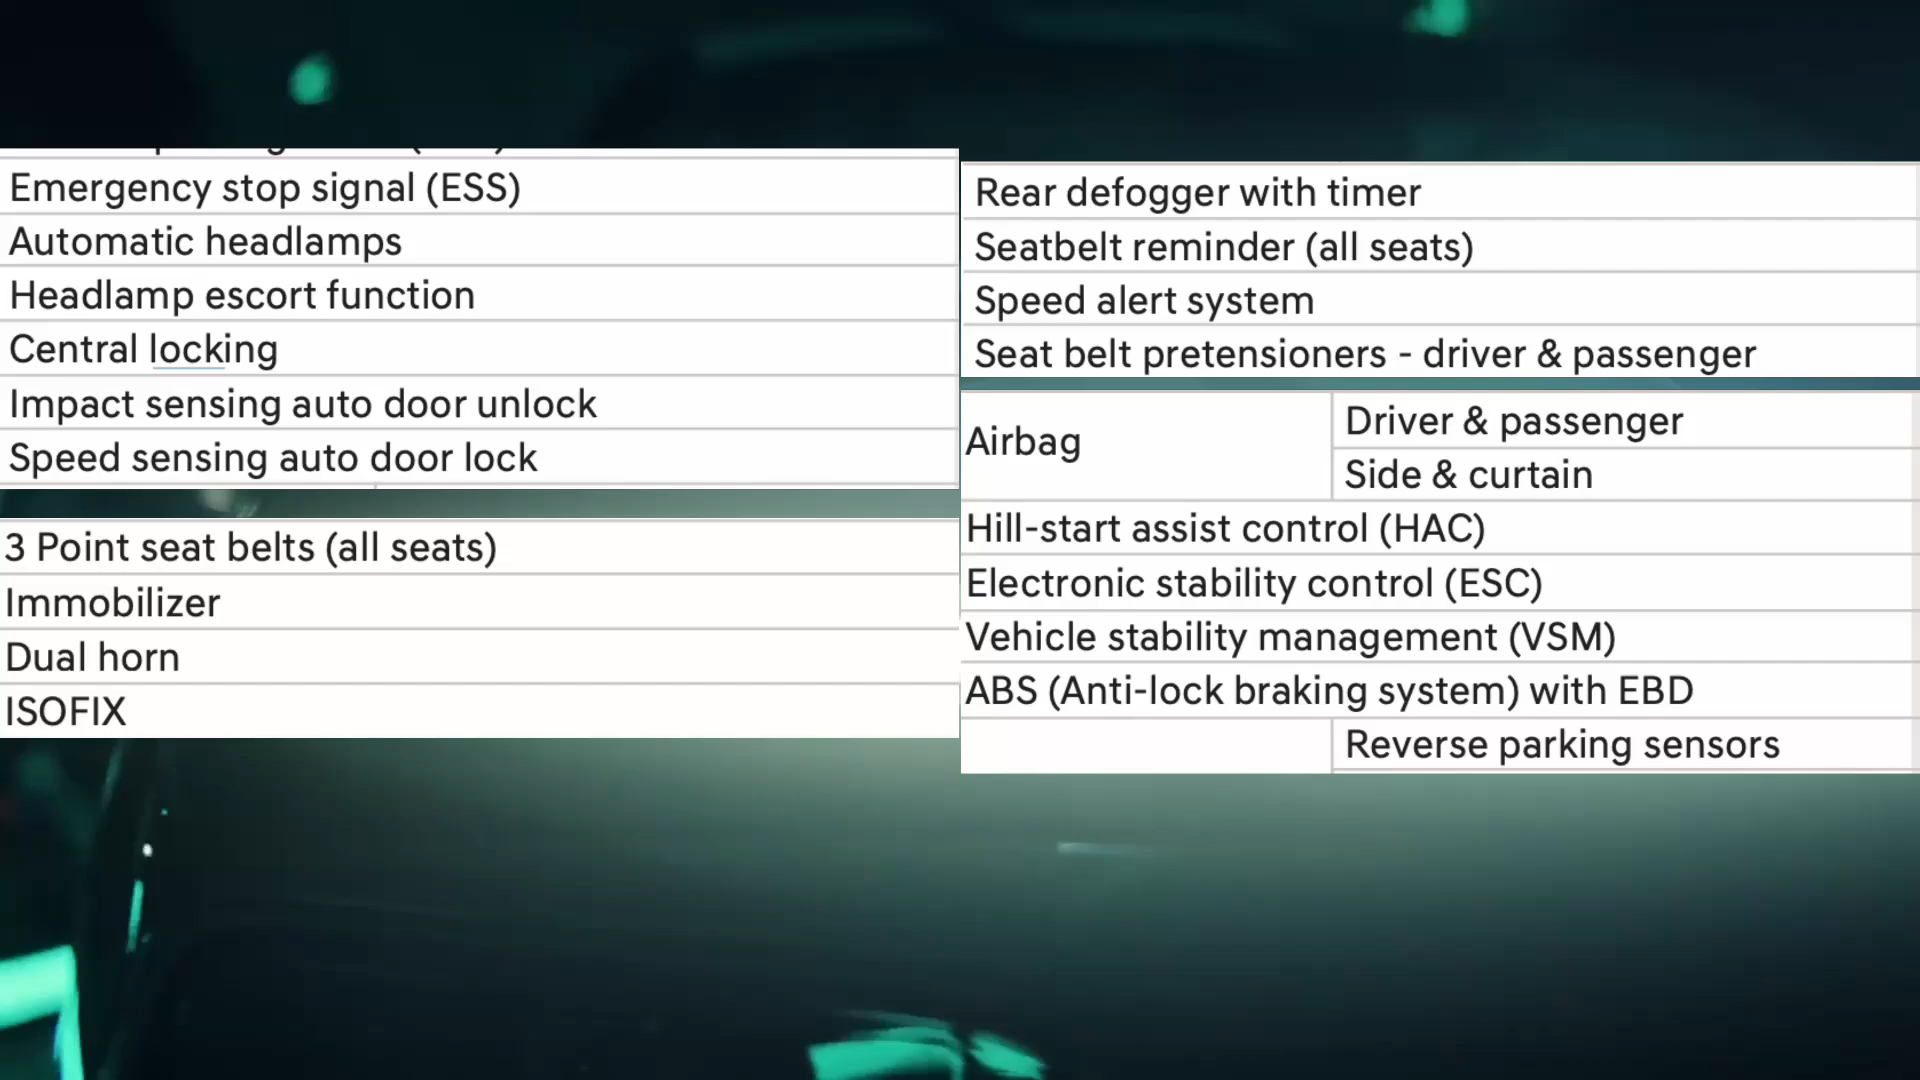 Emergency stop signal (ESS)
Automatic headlamps
Headlamp escort function
Central locking
Impact sensing auto door unlock
Speed sensing auto door lock
3 Point seat belts (all seats)
Immobilizer
Dual horn
ISOFIX
Rear defogger with timer
Seatbelt reminder (all seats)
Speed alert system
Seat belt pretensioners - driver & passenger
Airbag
Driver & passenger
Side & curtain
Hill-start assist control (HAC)
Electronic stability control (ESC)
Vehicle stability management (VSM)
ABS (Anti-lock braking system) with EBD
Reverse parking sensors